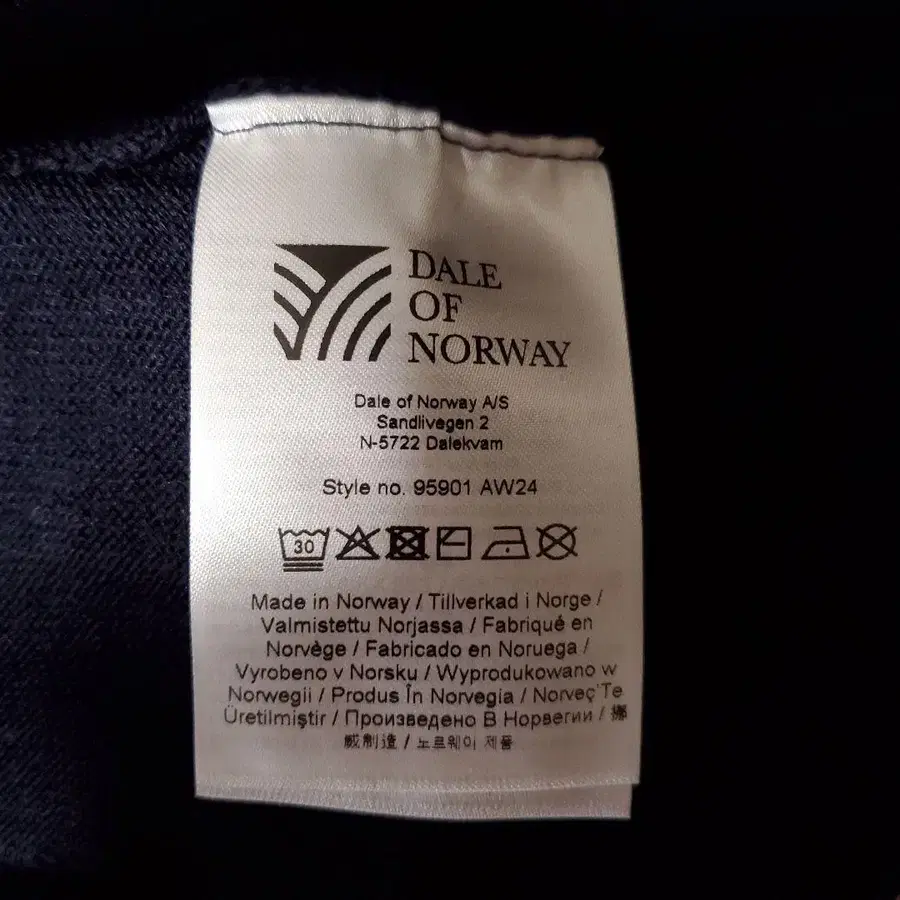 DALE
OF
NORWAY
Dale of Norway A/S
Sandlivegen 2
N-5722 Dalekvam
Style no. 95901 AW24
30
Made in Norway / Tillverkad i Norge /
Valmistettu Norjassa / Fabriqué en
Norvège / Fabricado en Noruega /
Vyrobeno v Norsku / Wyprodukowano w
Norwegii / Produs În Norvegia / Norveç'Te
Üretilmiştir / Произведено В Норвегии / 挪
威制造 / 노르웨이 제품